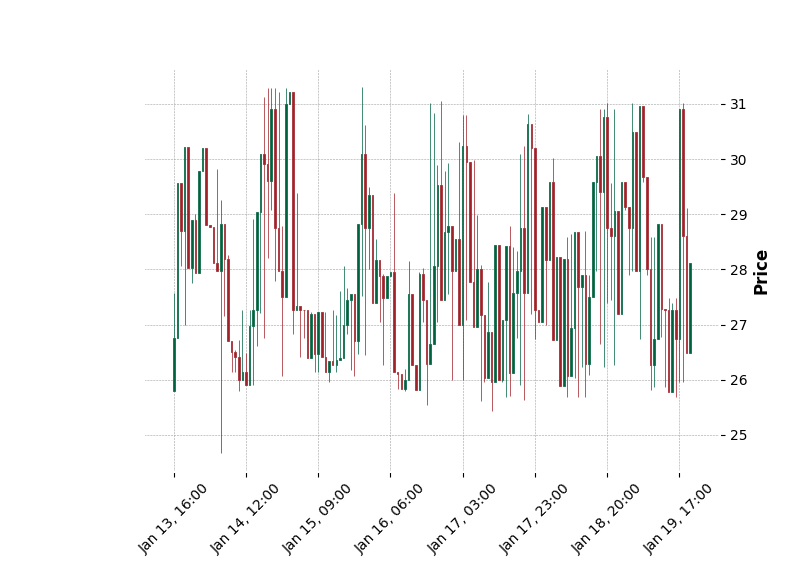 31
30
29
28
27
26
25
Price
Jan 13, 16:00
Jan 14, 12:00
Jan 15, 09:00
Jan 16, 06:00
Jan 17, 03:00
Jan 17, 23:00
Jan 18, 20:00
Jan 19, 17:00